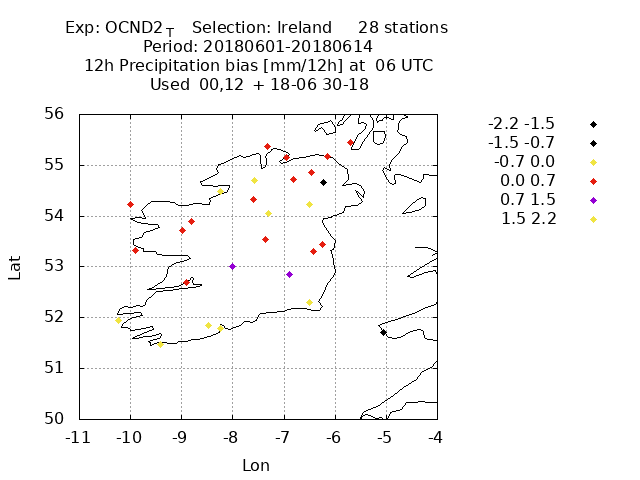 Exp: OCND2_T   Selection: Ireland     28 stations
Period: 20180601-20180614
12h Precipitation bias [mm/12h] at  06 UTC
Used  00,12  + 18-06 30-18
-2.2 -1.5
-1.5 -0.7
-0.7 0.0
0.0 0.7
0.7 1.5
1.5 2.2
56
55
54
53
52
51
50
Lat
-11 -10 -9 -8 -7 -6 -5 -4
Lon